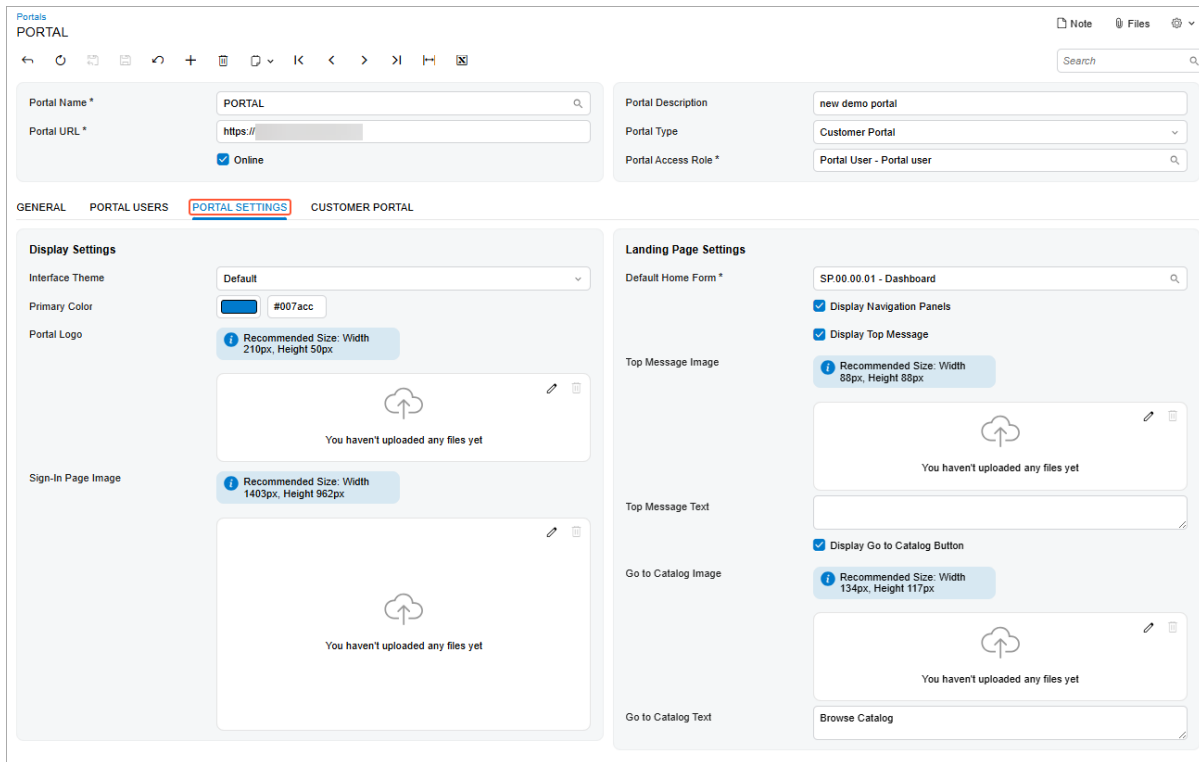 Portals
PORTAL
Note
Files
Search
Portal Name *
PORTAL
Portal URL *
https://
Online
Portal Description
new demo portal
Portal Type
Customer Portal
Portal Access Role *
Portal User - Portal user
GENERAL
PORTAL USERS
PORTAL SETTINGS
CUSTOMER PORTAL
Display Settings
Interface Theme
Default
Primary Color
#007acc
Portal Logo
Recommended Size: Width
210px, Height 50px
You haven't uploaded any files yet
Sign-In Page Image
Recommended Size: Width
1403px, Height 962px
You haven't uploaded any files yet
Landing Page Settings
Default Home Form *
SP.00.00.01 - Dashboard
Display Navigation Panels
Display Top Message
Top Message Image
Recommended Size: Width
88px, Height 88px
You haven't uploaded any files yet
Top Message Text
Display Go to Catalog Button
Go to Catalog Image
Recommended Size: Width
134px, Height 117px
You haven't uploaded any files yet
Go to Catalog Text
Browse Catalog